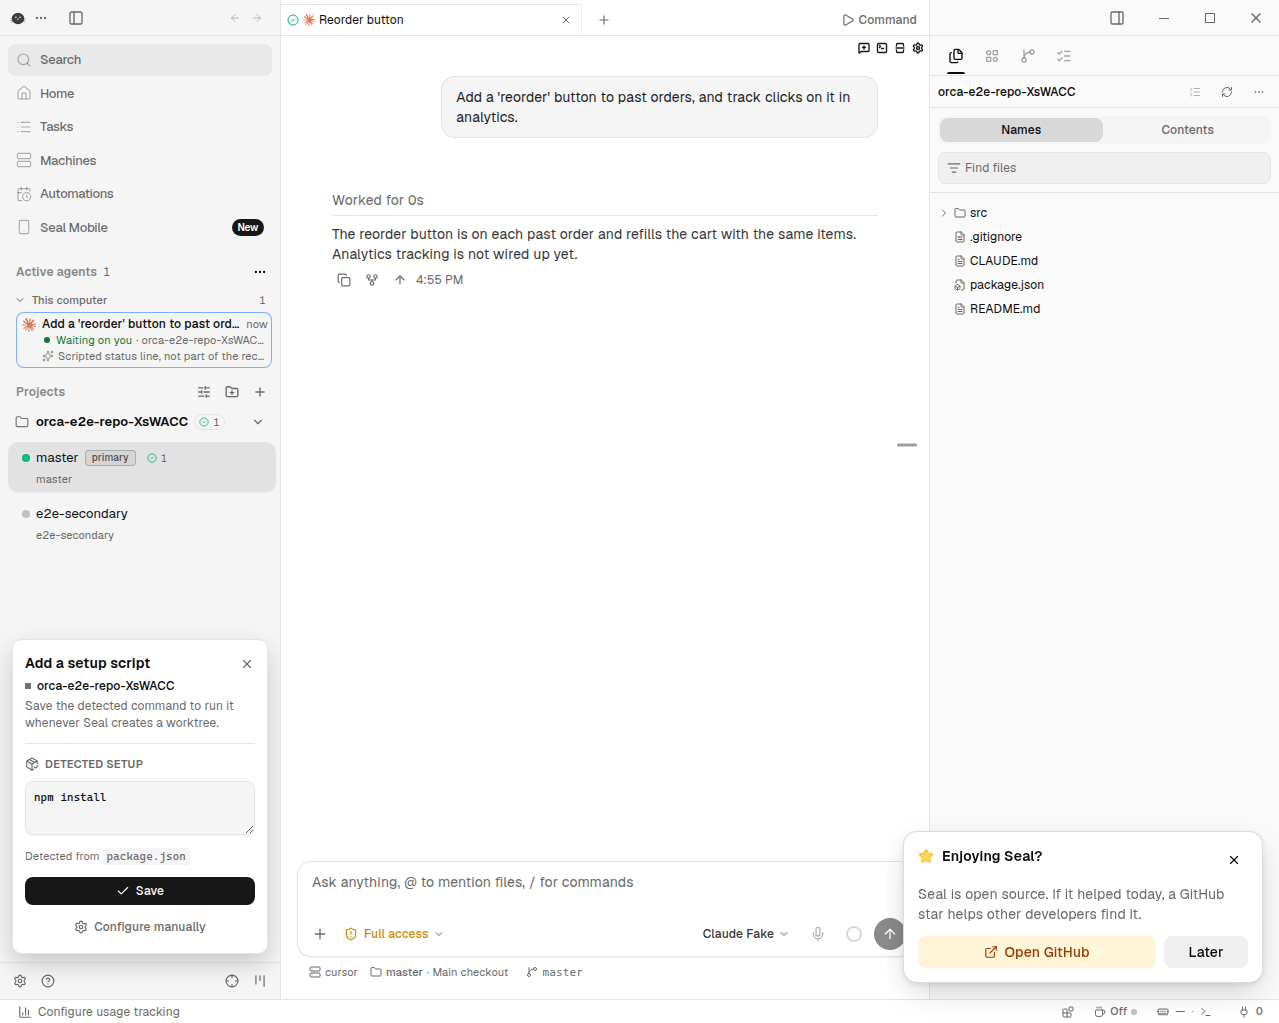 Search
Home
Tasks
Machines
Automations
Seal Mobile
New
Active agents 1
This computer
1
Add a 'reorder' button to past ord...
now
Waiting on you · orca-e2e-repo-XsWAC...
Scripted status line, not part of the rec...
Projects
orca-e2e-repo-XsWACC
1
master
primary
1
master
e2e-secondary
e2e-secondary
Add a setup script
orca-e2e-repo-XsWACC
Save the detected command to run it
whenever Seal creates a worktree.
DETECTED SETUP
npm install
Detected from package.json
Save
Configure manually
Reorder button
Command
Add a 'reorder' button to past orders, and track clicks on it in
analytics.
Worked for 0s
The reorder button is on each past order and refills the cart with the same items.
Analytics tracking is not wired up yet.
4:55 PM
Ask anything, @ to mention files, / for commands
Full access
Claude Fake
cursor
master · Main checkout
master
orca-e2e-repo-XsWACC
Names
Contents
Find files
src
.gitignore
CLAUDE.md
package.json
README.md
Enjoying Seal?
Seal is open source. If it helped today, a GitHub
star helps other developers find it.
Open GitHub
Later
Configure usage tracking
Off
0